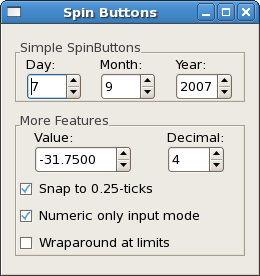 Spin Buttons
Simple SpinButtons
Day: Month: Year:
7 9 2007
More Features
Value: Decimal:
-31.7500 4
Snap to 0.25-ticks
Numeric only input mode
Wraparound at limits